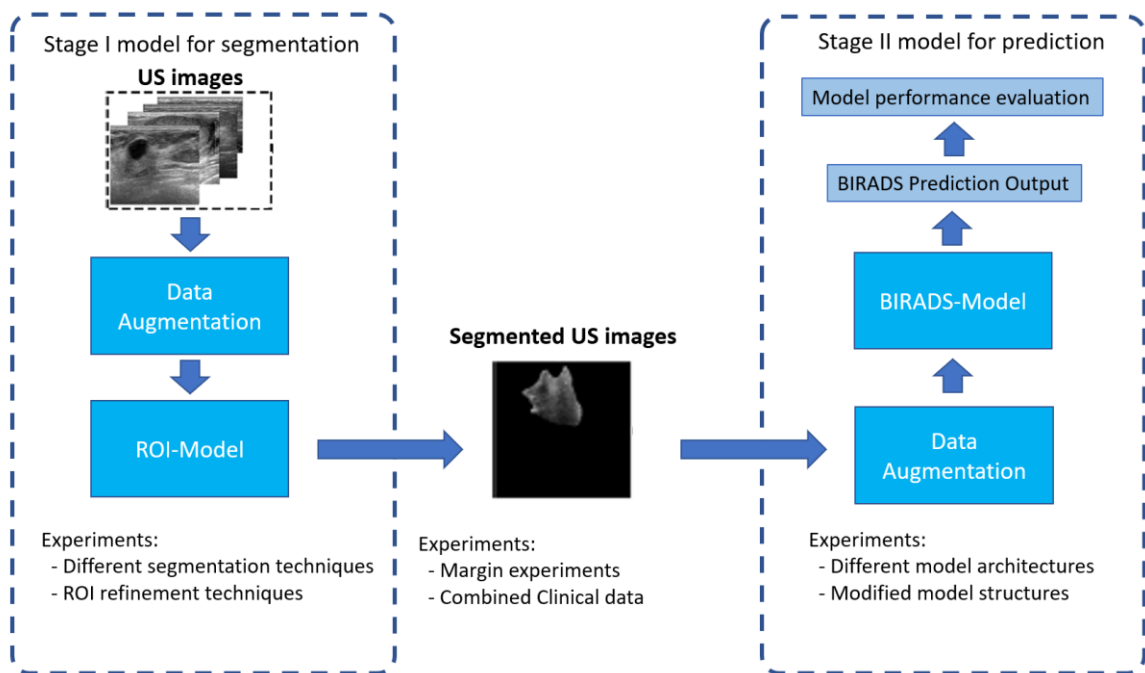 Stage I model for segmentation
US images
Data
Augmentation
ROI-Model
Experiments:
- Different segmentation techniques
- ROI refinement techniques
Segmented US images
Experiments:
- Margin experiments
- Combined Clinical data
Stage II model for prediction
Model performance evaluation
BIRADS Prediction Output
BIRADS-Model
Data
Augmentation
Experiments:
- Different model architectures
- Modified model structures